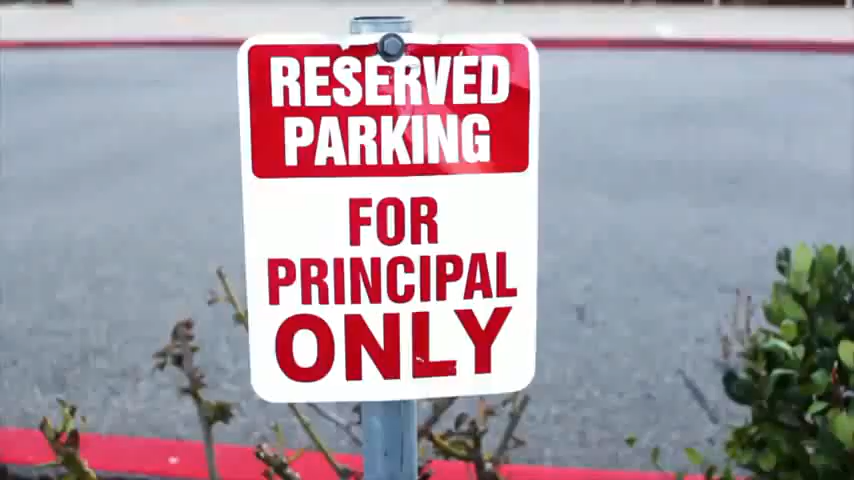 RESERVED
PARKING
FOR
PRINCIPAL
ONLY